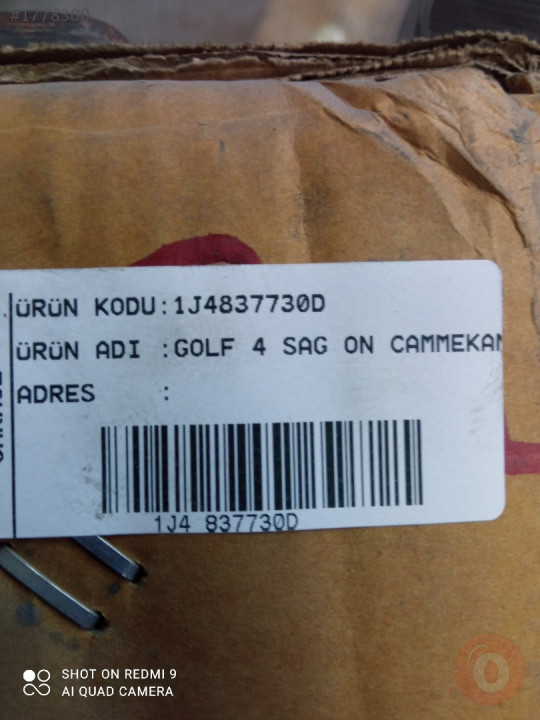 #1778308
ÜRÜN KODU:1J4837730D
ÜRÜN ADI :GOLF 4 SAG ON CAMMEKAN
ADRES :
1J4 837730D
SHOT ON REDMI 9
AI QUAD CAMERA